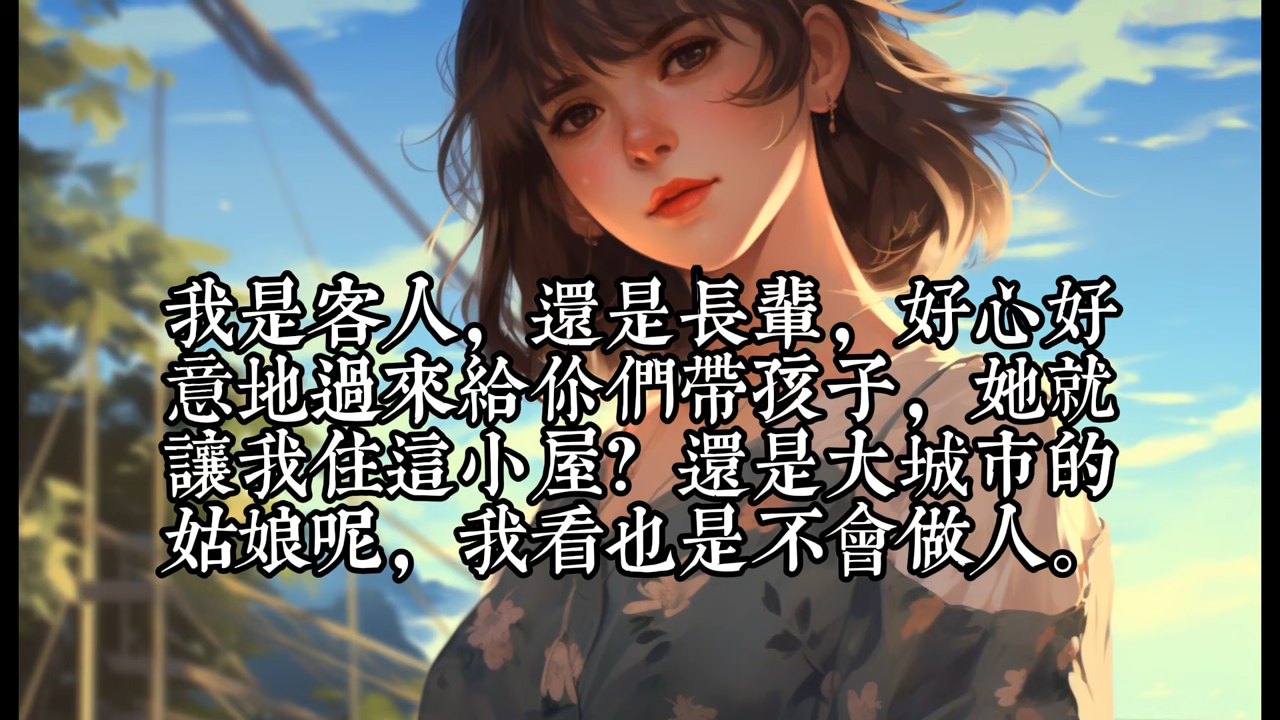 我是客人，還是長輩，好心好
意地過來給你們帶孩子，她就
讓我住這小屋？還是大城市的
姑娘呢，我看也是不會做人。